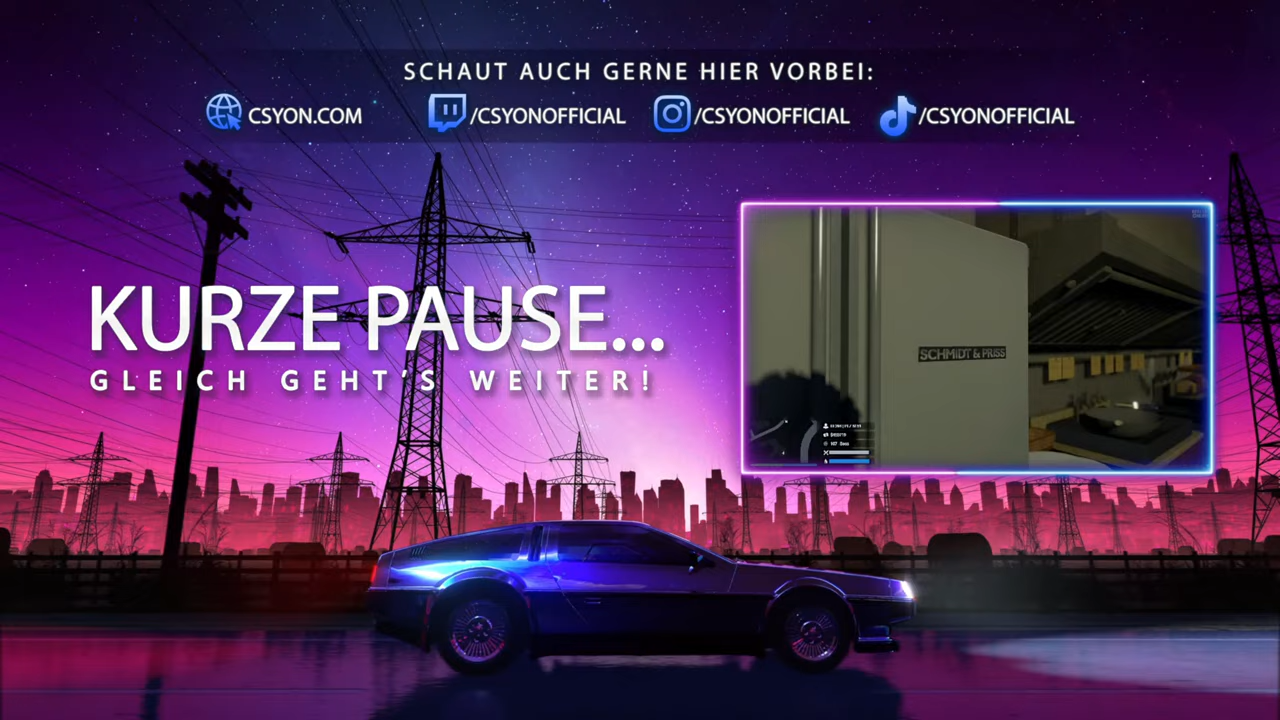 SCHAUT AUCH GERNE HIER VORBEI:
CSYON.COM /CSYONOFFICIAL /CSYONOFFICIAL /CSYONOFFICIAL
KURZE PAUSE...
GLEICH GEHT'S WEITER!
SCHMIDT & PRISS